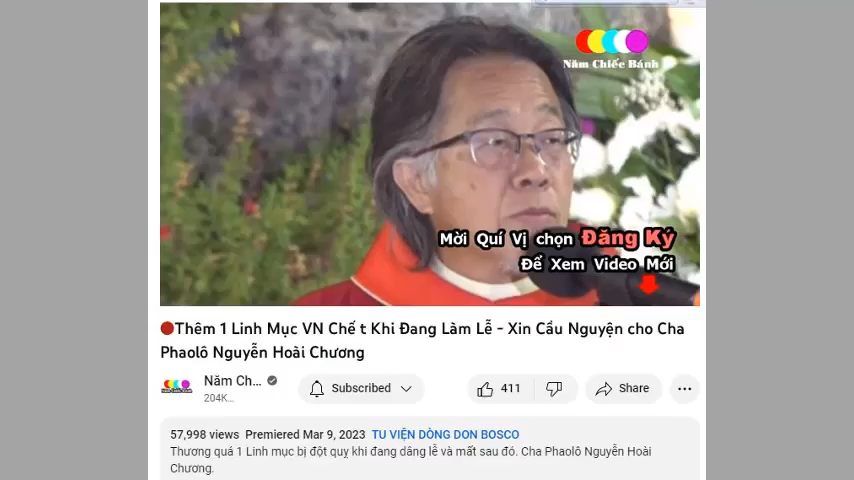 Năm Chiếc Bánh
Mời Quí Vị chọn Đăng Ký
Để Xem Video Mới
Thêm 1 Linh Mục VN Chế t Khi Đang Làm Lễ - Xin Cầu Nguyện cho Cha
Phaolô Nguyễn Hoài Chương
Năm Ch...
204K...
Subscribed
411
Share
57,998 views Premiered Mar 9, 2023 TU VIỆN DÒNG DON BOSCO
Thương quá 1 Linh mục bị đột quỵ khi đang dâng lễ và mất sau đó. Cha Phaolô Nguyễn Hoài
Chương.